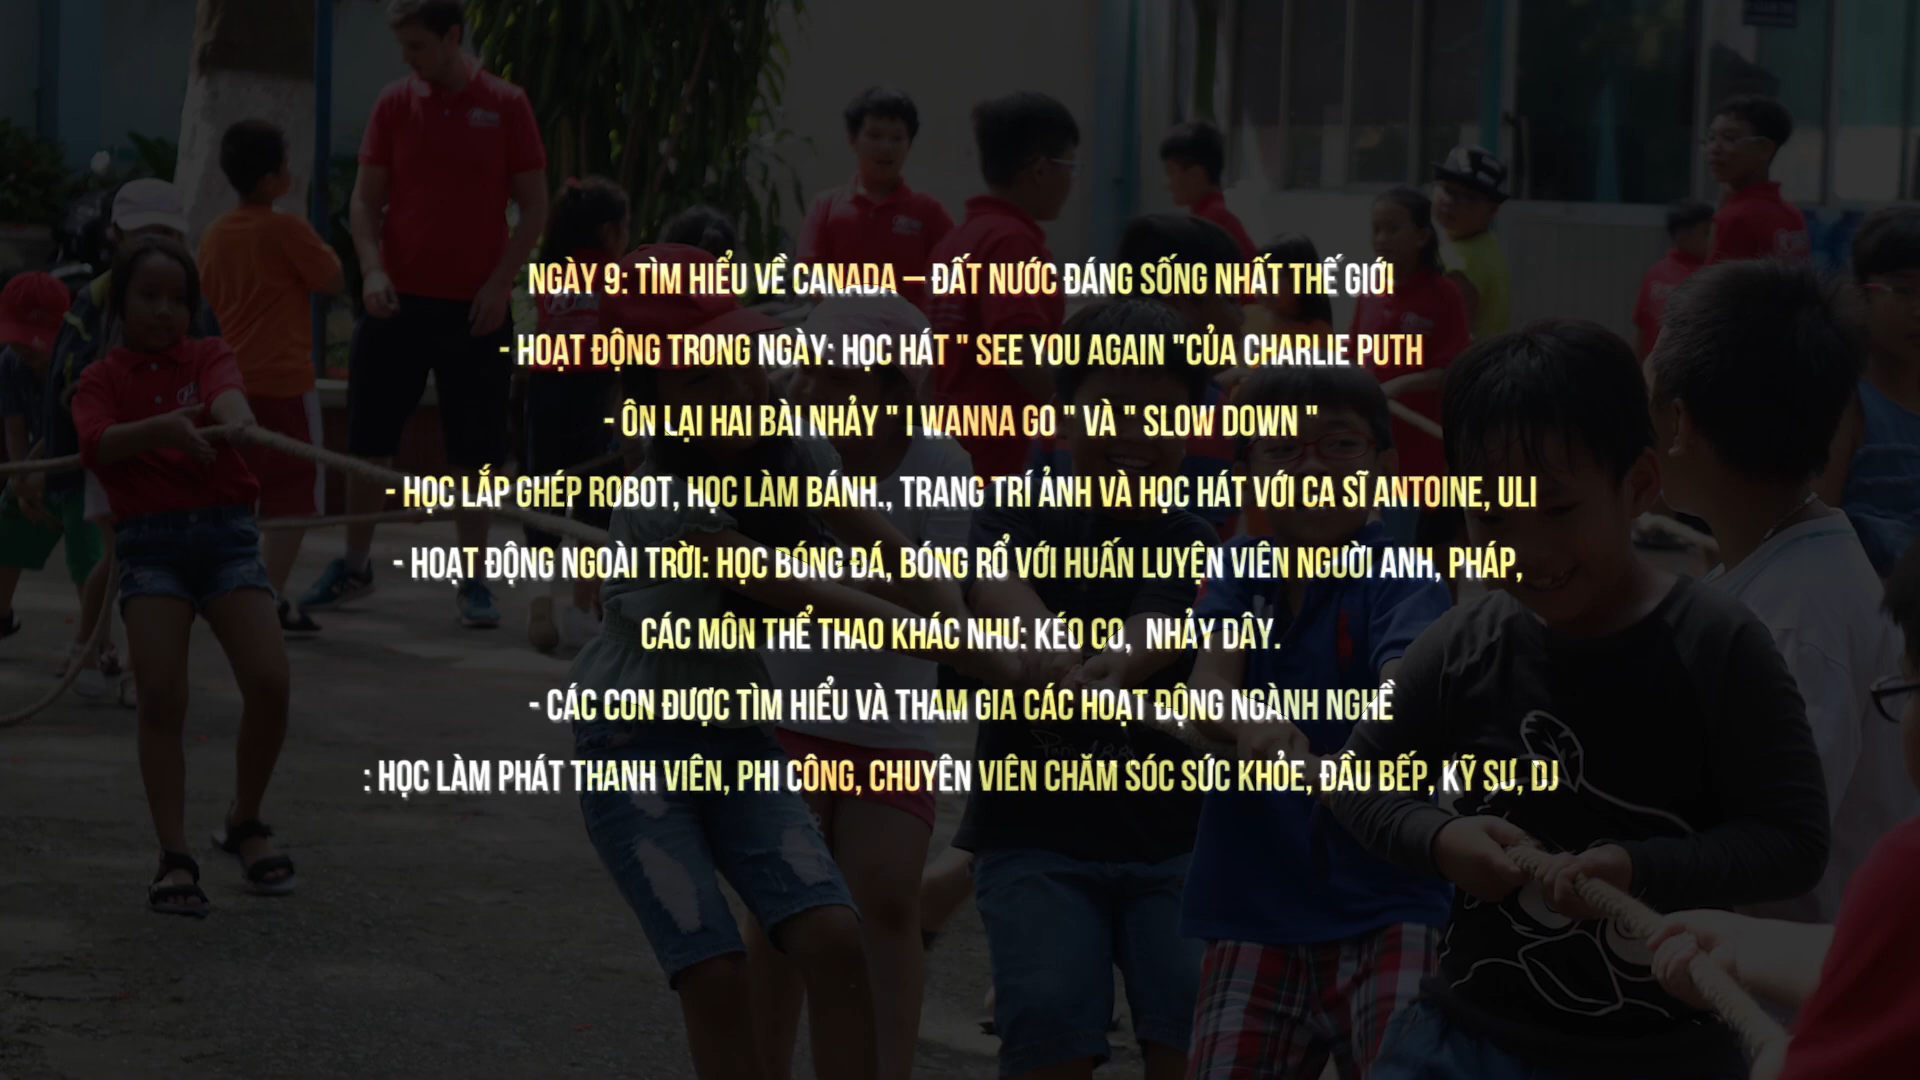 NGÀY 9: TÌM HIỂU VỀ CANADA – ĐẤT NƯỚC ĐÁNG SỐNG NHẤT THẾ GIỚI
- HOẠT ĐỘNG TRONG NGÀY: HỌC HÁT " SEE YOU AGAIN "CỦA CHARLIE PUTH
- ÔN LẠI HAI BÀI NHẢY " I WANNA GO " VÀ " SLOW DOWN "
- HỌC LẮP GHÉP ROBOT, HỌC LÀM BÁNH., TRANG TRÍ ẢNH VÀ HỌC HÁT VỚI CA SĨ ANTOINE, ULI
- HOẠT ĐỘNG NGOÀI TRỜI: HỌC BÓNG ĐÁ, BÓNG RỔ VỚI HUẤN LUYỆN VIÊN NGƯỜI ANH, PHÁP,
CÁC MÔN THỂ THAO KHÁC NHƯ: KÉO CO, NHẢY DÂY.
- CÁC CON ĐƯỢC TÌM HIỂU VÀ THAM GIA CÁC HOẠT ĐỘNG NGÀNH NGHỀ
: HỌC LÀM PHÁT THANH VIÊN, PHI CÔNG, CHUYÊN VIÊN CHĂM SÓC SỨC KHỎE, ĐẦU BẾP, KỸ SƯ, DJ